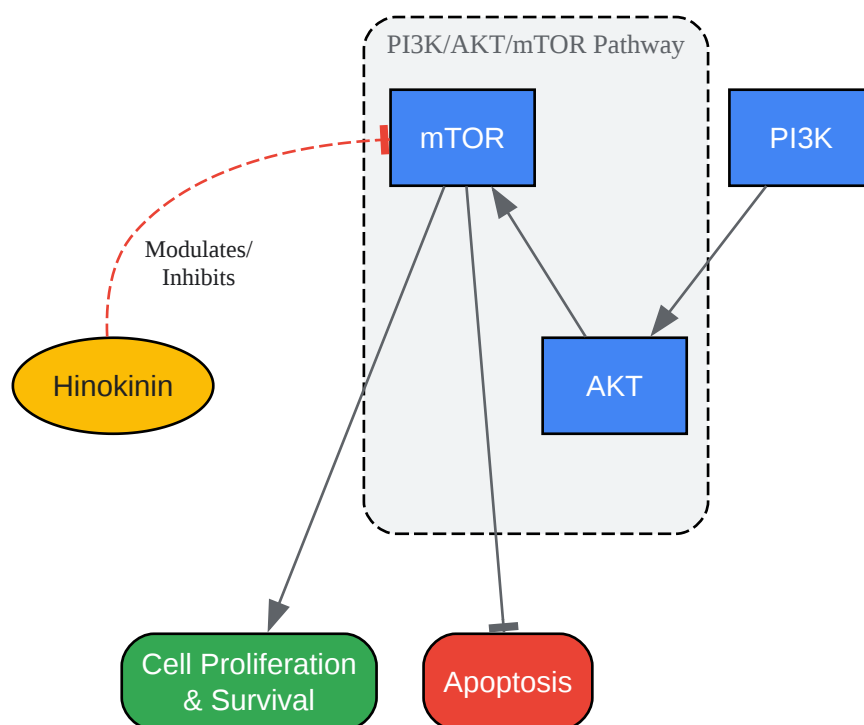 PI3K/AKT/mTOR Pathway
mTOR
PI3K
Modulates/
Inhibits
Hinokinin
AKT
Cell Proliferation
& Survival
Apoptosis